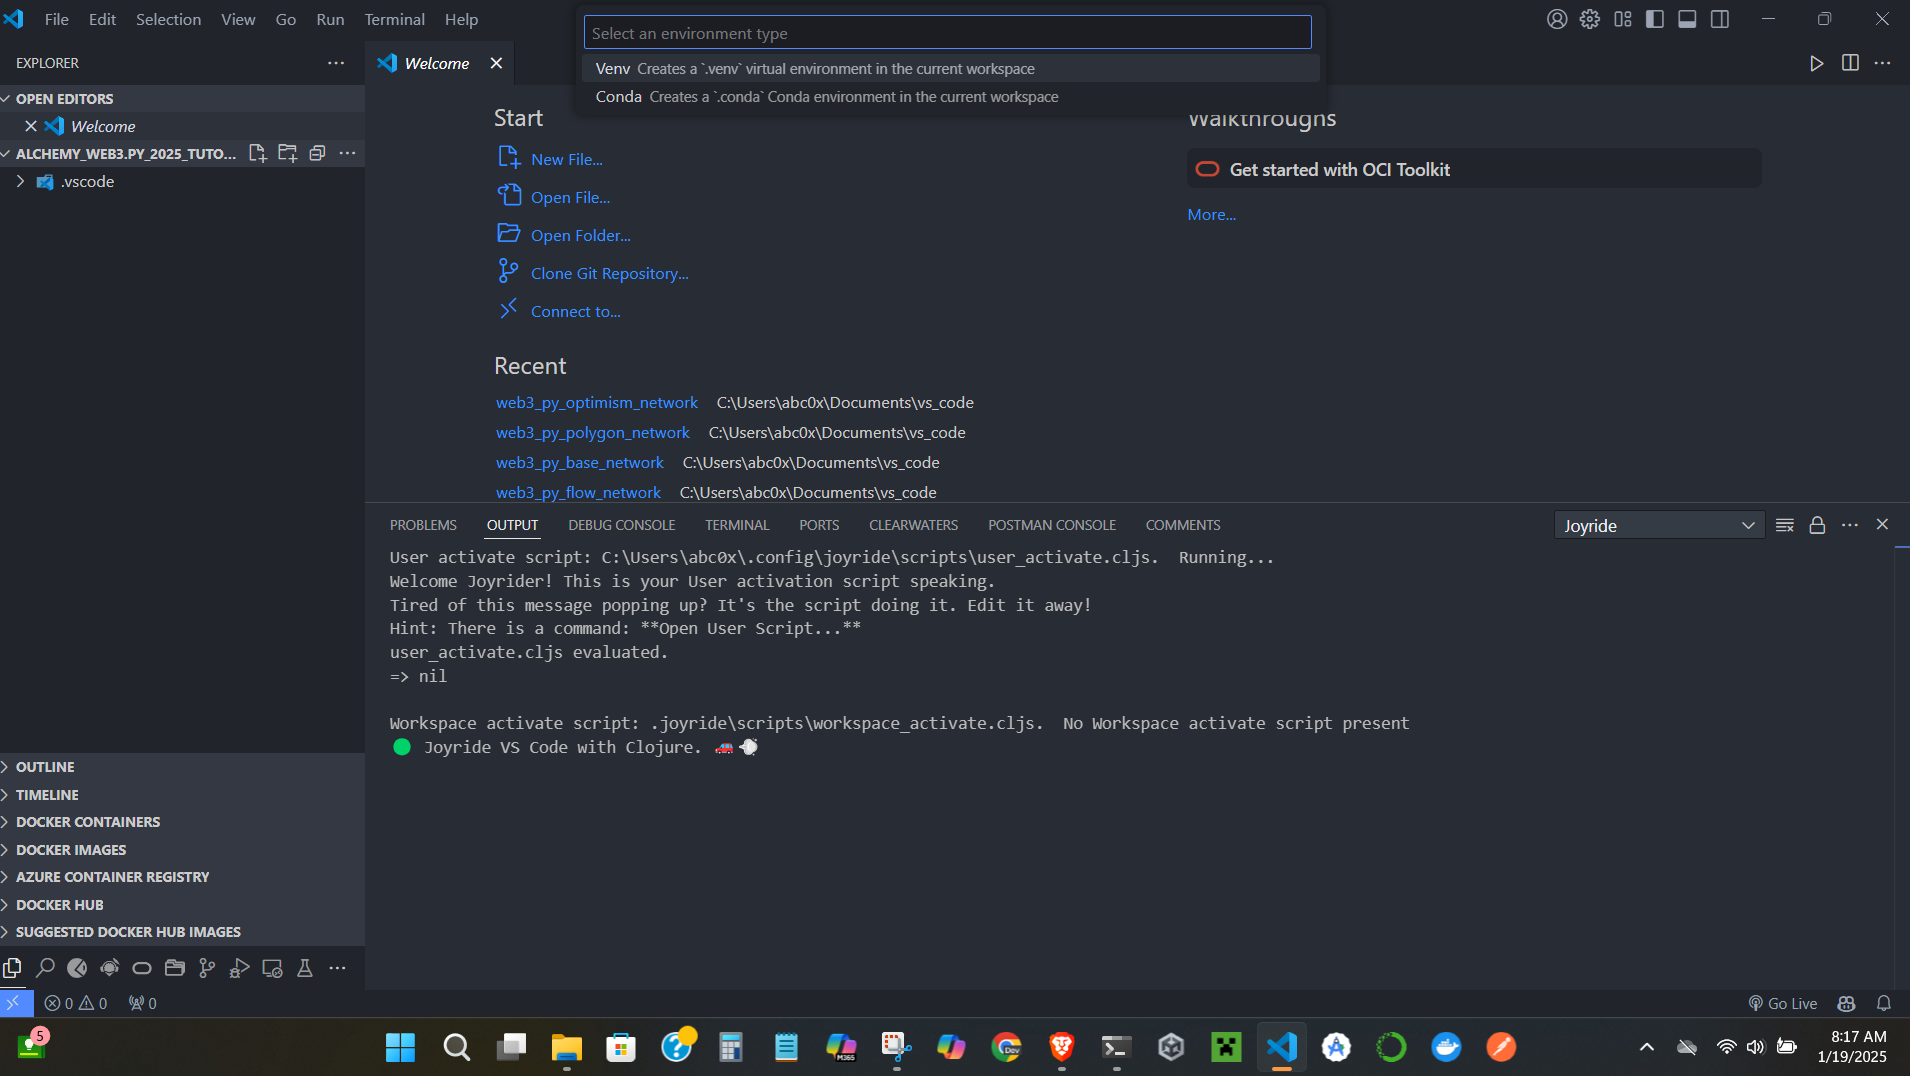 File Edit Selection View Go Run Terminal Help
Select an environment type
Venv Creates a `.venv` virtual environment in the current workspace
Conda Creates a `.conda` Conda environment in the current workspace
EXPLORER
Welcome
OPEN EDITORS
Welcome
ALCHEMY_WEB3.PY_2025_TUTO...
.vscode
Start
New File...
Open File...
Open Folder...
Clone Git Repository...
Connect to...
Walkthroughs
Get started with OCI Toolkit
More...
Recent
web3_py_optimism_network C:\Users\abc0x\Documents\vs_code
web3_py_polygon_network C:\Users\abc0x\Documents\vs_code
web3_py_base_network C:\Users\abc0x\Documents\vs_code
web3_py_flow_network C:\Users\abc0x\Documents\vs_code
PROBLEMS OUTPUT DEBUG CONSOLE TERMINAL PORTS CLEARWATERS POSTMAN CONSOLE COMMENTS
Joyride
User activate script: C:\Users\abc0x\.config\joyride\scripts\user_activate.cljs.  Running...
Welcome Joyrider! This is your User activation script speaking.
Tired of this message popping up? It's the script doing it. Edit it away!
Hint: There is a command: **Open User Script...**
user_activate.cljs evaluated.
=> nil
Workspace activate script: .joyride\scripts\workspace_activate.cljs.  No Workspace activate script present
🟢 Joyride VS Code with Clojure. 🚗💨
OUTLINE
TIMELINE
DOCKER CONTAINERS
DOCKER IMAGES
AZURE CONTAINER REGISTRY
DOCKER HUB
SUGGESTED DOCKER HUB IMAGES
0 0 0
Go Live
5
M365
Dev
8:17 AM
1/19/2025